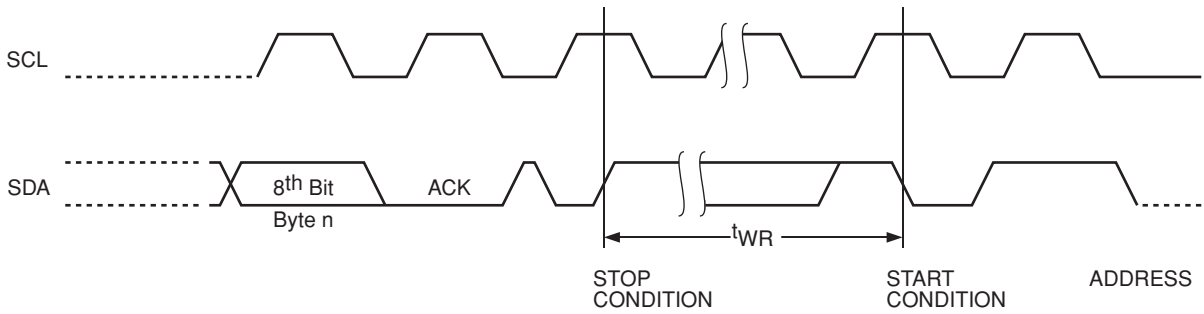 SCL
SDA
8th Bit
ACK
Byte n
tWR
STOP
CONDITION
START
CONDITION
ADDRESS